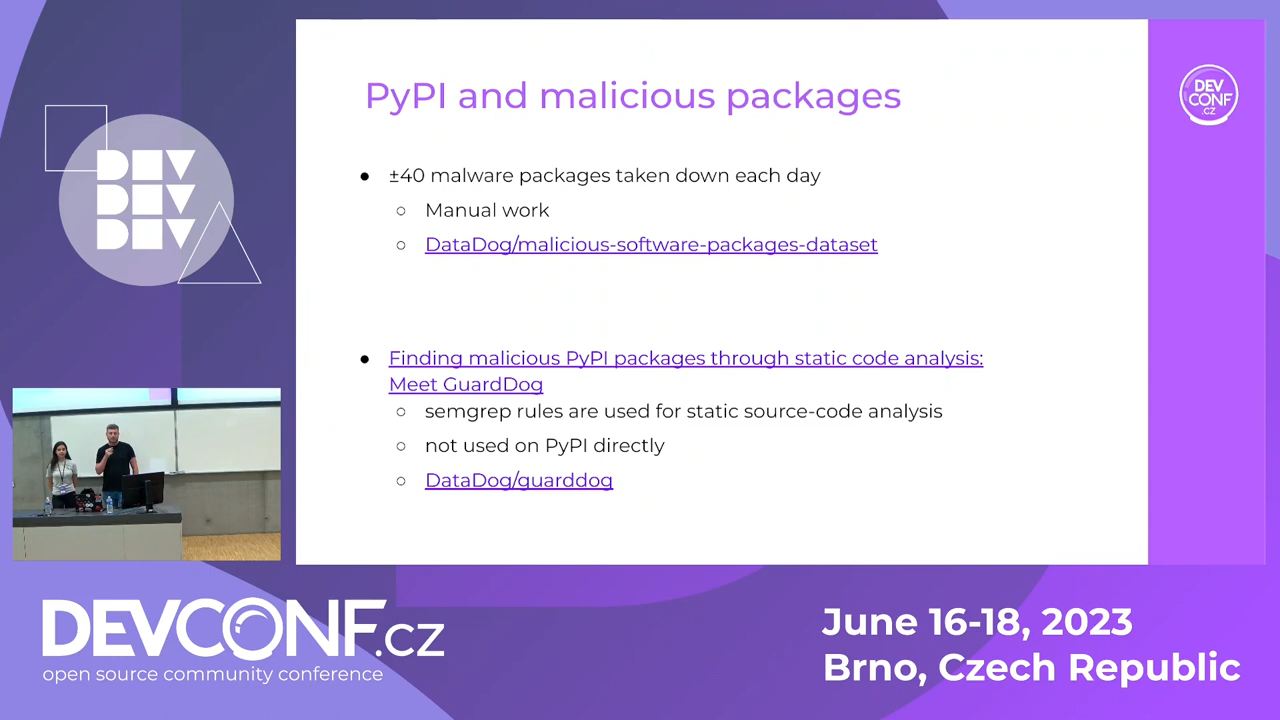 PyPI and malicious packages
DEV
CONF
.CZ
DEV
DEV
DEV
● ±40 malware packages taken down each day
○ Manual work
○ DataDog/malicious-software-packages-dataset
● Finding malicious PyPI packages through static code analysis:
Meet GuardDog
○ semgrep rules are used for static source-code analysis
○ not used on PyPI directly
○ DataDog/guarddog
DEVCONF.cz
open source community conference
June 16-18, 2023
Brno, Czech Republic